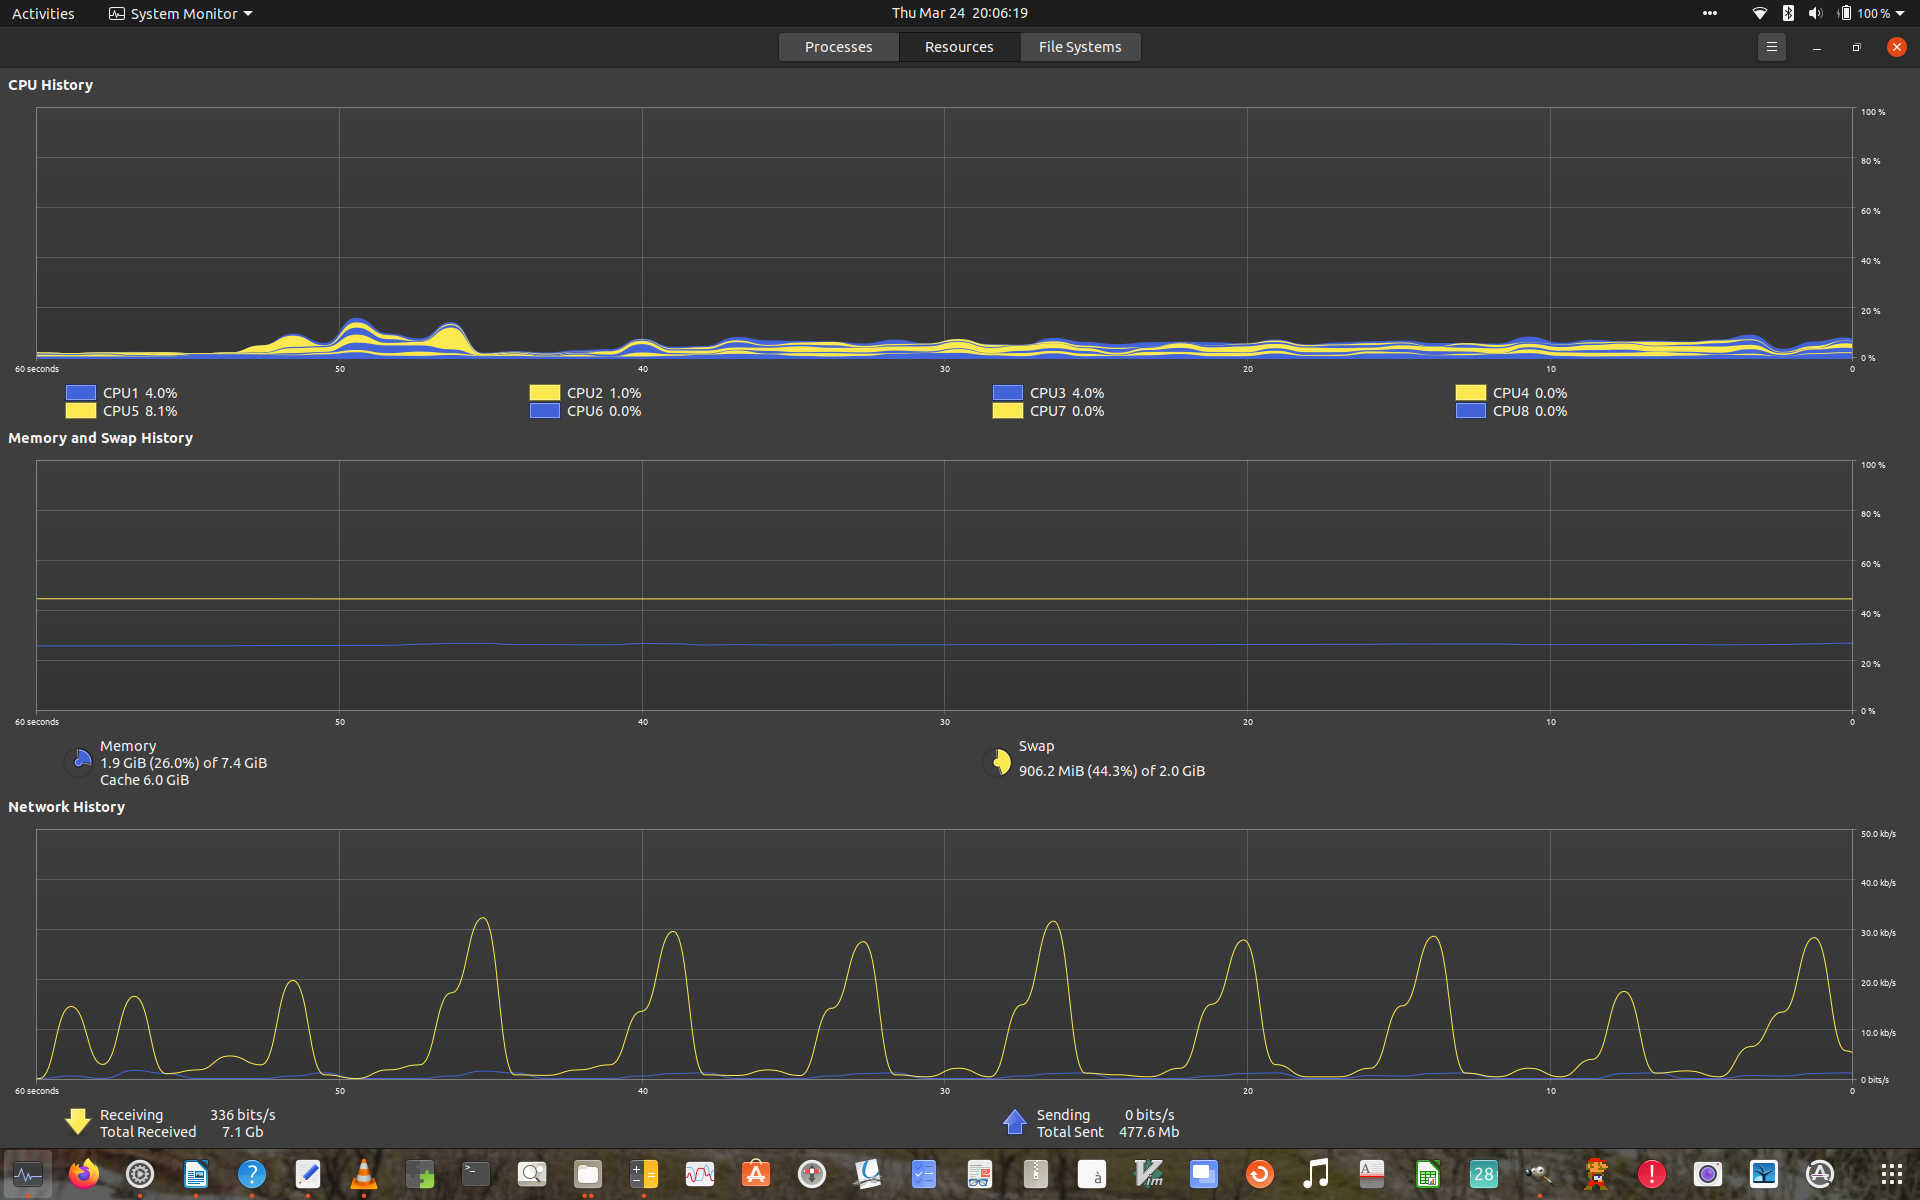 Activities
System Monitor
Thu Mar 24 20:06:19
100 %
Processes
Resources
File Systems
CPU History
100 %
80 %
60 %
40 %
20 %
0 %
60 seconds 50 40 30 20 10 0
CPU1 4.0% CPU2 1.0% CPU3 4.0% CPU4 0.0%
CPU5 8.1% CPU6 0.0% CPU7 0.0% CPU8 0.0%
Memory and Swap History
100 %
80 %
60 %
40 %
20 %
0 %
60 seconds 50 40 30 20 10 0
Memory
1.9 GiB (26.0%) of 7.4 GiB
Cache 6.0 GiB
Swap
906.2 MiB (44.3%) of 2.0 GiB
Network History
50.0 kb/s
40.0 kb/s
30.0 kb/s
20.0 kb/s
10.0 kb/s
0 bits/s
60 seconds 50 40 30 20 10 0
Receiving 336 bits/s
Total Received 7.1 Gb
Sending 0 bits/s
Total Sent 477.6 Mb
?
>_
à
Vim
A
28
!